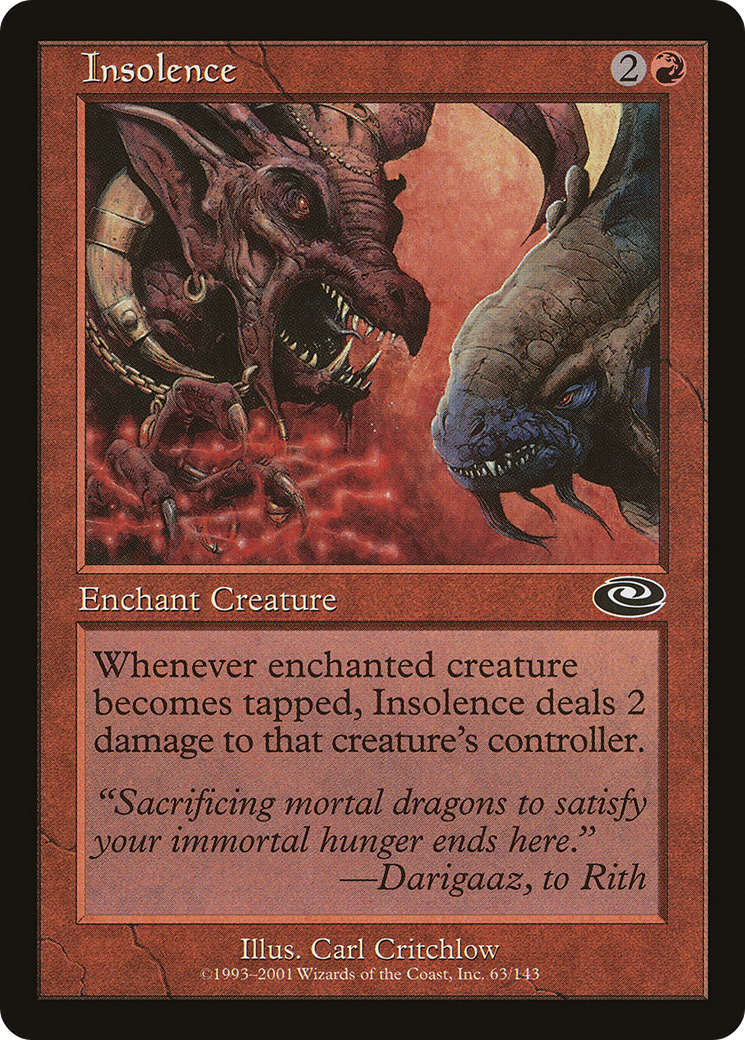 Insolence 2
Enchant Creature
Whenever enchanted creature
becomes tapped, Insolence deals 2
damage to that creature's controller.
“Sacrificing mortal dragons to satisfy
your immortal hunger ends here.”
—Darigaaz, to Rith
Illus. Carl Critchlow
©1993–2001 Wizards of the Coast, Inc. 63/143